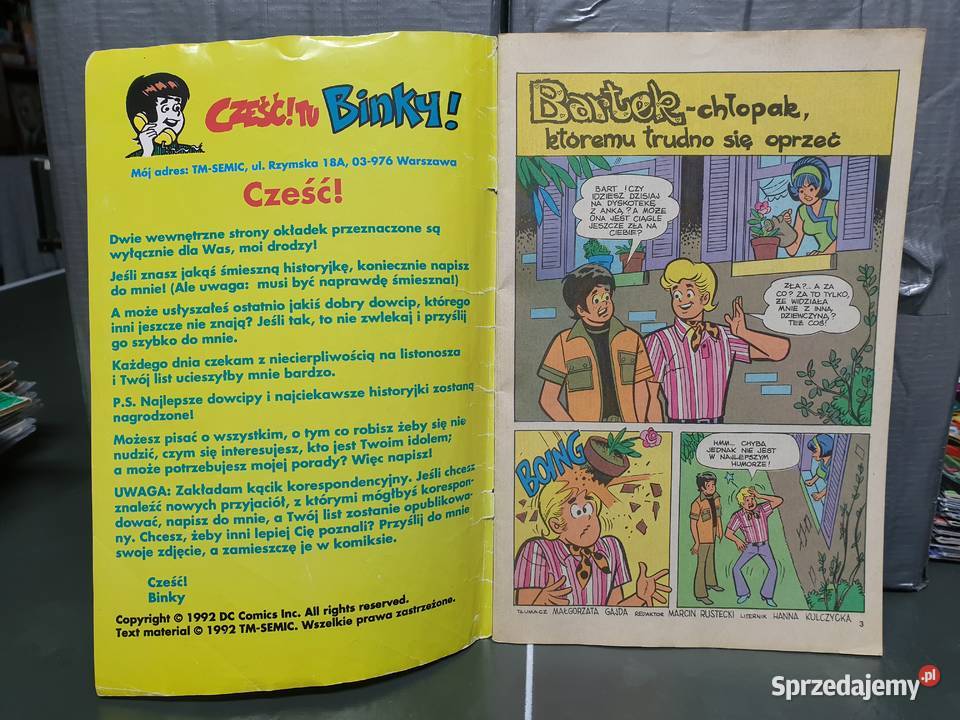 CZEŚĆ! TU BINKY!
Mój adres: TM-SEMIC, ul. Rzymska 18A, 03-976 Warszawa
Cześć!
Dwie wewnętrzne strony okładek przeznaczone są
wyłącznie dla Was, moi drodzy!
Jeśli znasz jakąś śmieszną historyjkę, koniecznie napisz
do mnie! (Ale uwaga: musi być naprawdę śmieszna!)
A może usłyszałeś ostatnio jakiś dobry dowcip, którego
inni jeszcze nie znają? Jeśli tak, to nie zwlekaj i przyślij
go szybko do mnie.
Każdego dnia czekam z niecierpliwością na listonosza
i Twój list ucieszyłby mnie bardzo.
P.S. Najlepsze dowcipy i najciekawsze historyjki zostaną
nagrodzone!
Możesz pisać o wszystkim, o tym co robisz żeby się nie
nudzić, czym się interesujesz, kto jest Twoim idolem;
a może potrzebujesz mojej porady? Więc napisz!
UWAGA: Zakładam kącik korespondencyjny. Jeśli chcesz
znaleźć nowych przyjaciół, z którymi mógłbyś korespon-
dować, napisz do mnie, a Twój list zostanie opublikowa-
ny. Chcesz, żeby inni lepiej Cię poznali? Przyślij do mnie
swoje zdjęcie, a zamieszczę je w komiksie.
Cześć!
Binky
Copyright © 1992 DC Comics Inc. All rights reserved.
Text material © 1992 TM-SEMIC. Wszelkie prawa zastrzeżone.
Bartek-chłopak,
któremu trudno się oprzeć
BART! CZY
IDZIESZ DZISIAJ
NA DYSKOTEKĘ
Z ANKĄ? A MOŻE
ONA JEST CIĄGLE
JESZCZE ZŁA NA
CIEBIE?
ZŁA?... A ZA
CO? ZA TO TYLKO,
ŻE WIDZIAŁA
MNIE Z INNĄ
DZIEWCZYNĄ?
TEŻ COŚ!
BOING
HMM... CHYBA
JEDNAK NIE JEST
W NAJLEPSZYM
HUMORZE!
TŁUMACZ MAŁGORZATA GAJDA REDAKTOR MARCIN RUSTECKI LITERNIK HANNA KULCZYCKA
3
Sprzedajemy.pl